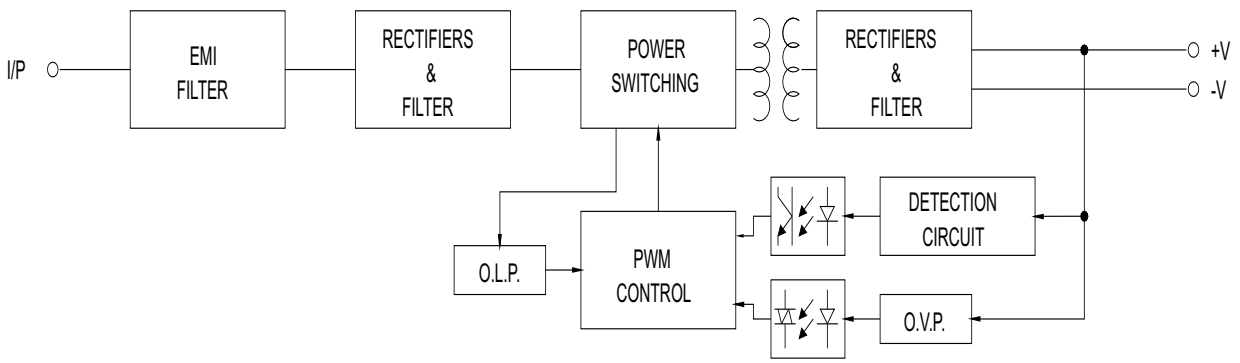 I/P
EMI
FILTER
RECTIFIERS
&
FILTER
POWER
SWITCHING
RECTIFIERS
&
FILTER
+V
-V
DETECTION
CIRCUIT
O.L.P.
PWM
CONTROL
O.V.P.